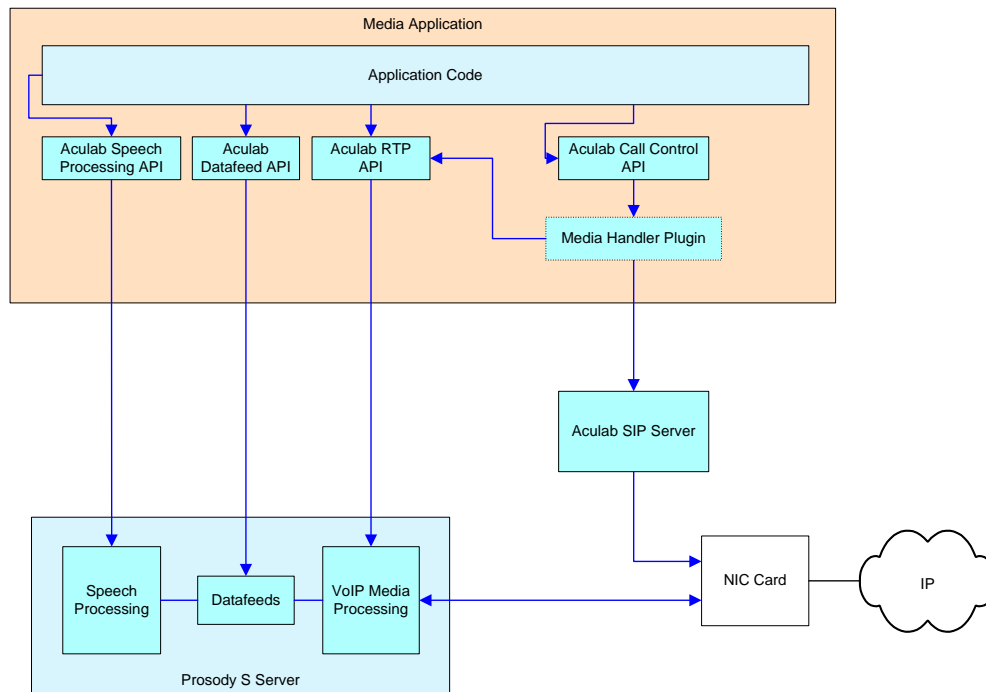 Media Application
Application Code
Aculab Speech
Processing API
Aculab
Datafeed API
Aculab RTP
API
Aculab Call Control
API
Media Handler Plugin
Aculab SIP Server
Speech
Processing
Datafeeds
VoIP Media
Processing
NIC Card
IP
Prosody S Server